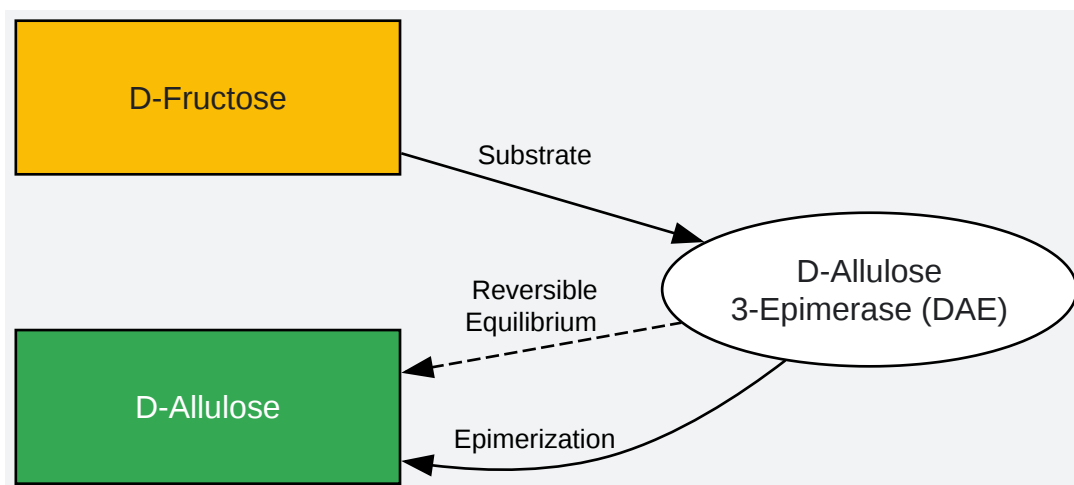 D-Fructose
Substrate
D-Allulose
3-Epimerase (DAE)
Reversible
Equilibrium
D-Allulose
Epimerization